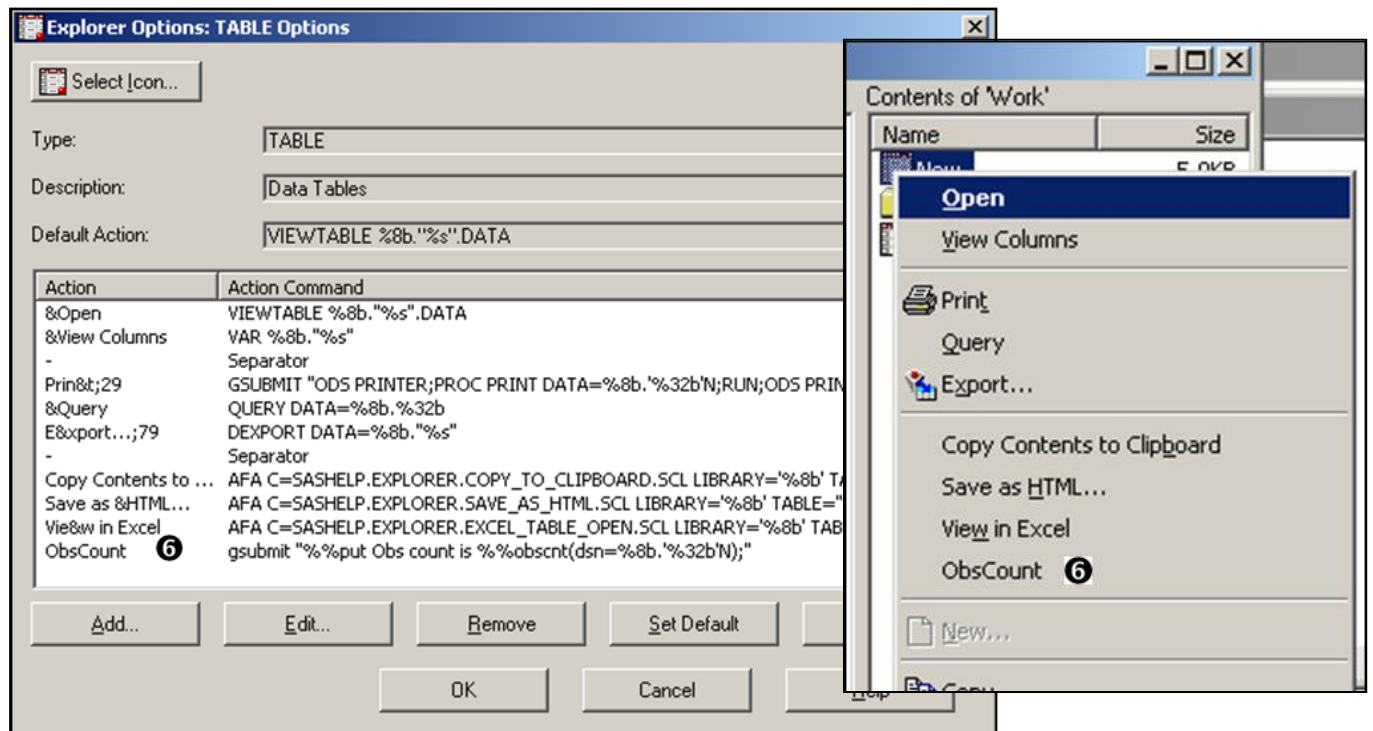 Explorer Options: TABLE Options
Select Icon...
Type: TABLE
Description: Data Tables
Default Action: VIEWTABLE %8b."%s".DATA
Action Action Command
&Open VIEWTABLE %8b."%s".DATA
&View Columns VAR %8b."%s"
- Separator
Prin&t;29 GSUBMIT "ODS PRINTER;PROC PRINT DATA=%8b.'%32b'N;RUN;ODS PRIN
&Query QUERY DATA=%8b.%32b
E&xport...;79 DEXPORT DATA=%8b."%s"
- Separator
Copy Contents to ... AFA C=SASHELP.EXPLORER.COPY_TO_CLIPBOARD.SCL LIBRARY='%8b'
Save as &HTML... AFA C=SASHELP.EXPLORER.SAVE_AS_HTML.SCL LIBRARY='%8b' TABLE="
Vie&w in Excel AFA C=SASHELP.EXPLORER.EXCEL_TABLE_OPEN.SCL LIBRARY='%8b' TAB
ObsCount ❻ gsubmit "%%put Obs count is %%obscnt(dsn=%8b.'%32b'N);"
Add... Edit... Remove Set Default
OK Cancel Help
Contents of 'Work'
Name Size
New 5.0KB
Open
View Columns
Print
Query
Export...
Copy Contents to Clipboard
Save as HTML...
View in Excel
ObsCount ❻
New...
Copy